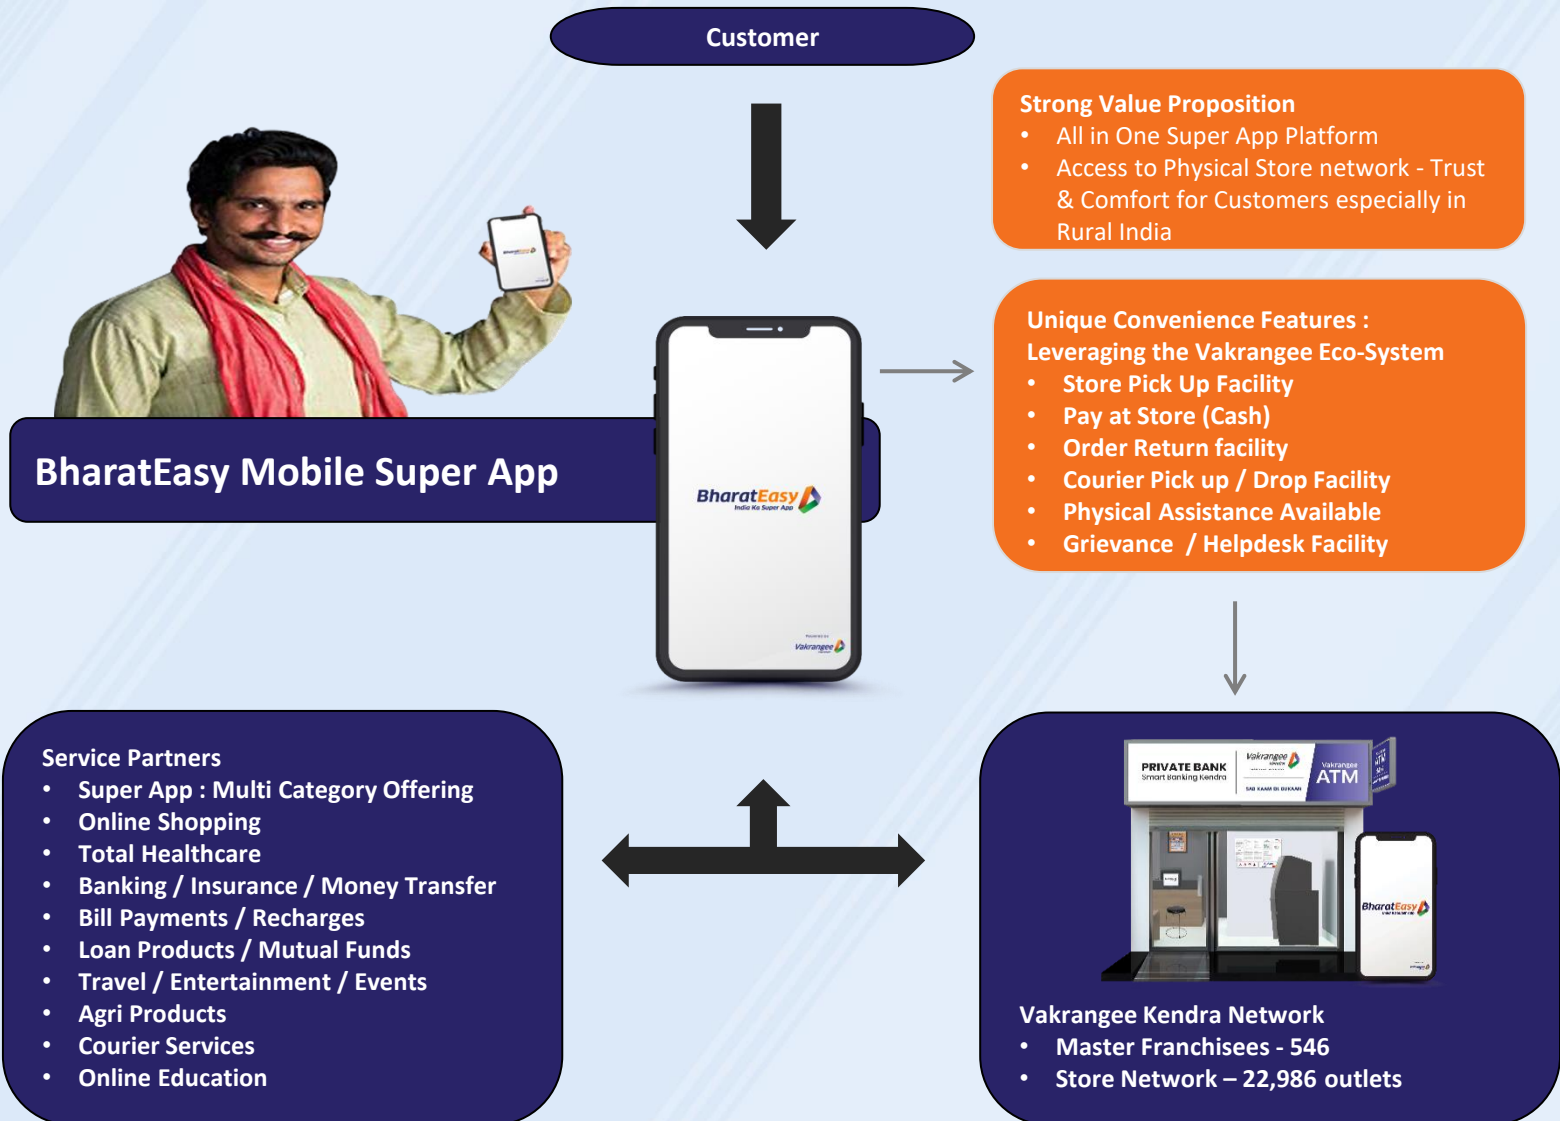 Customer
Strong Value Proposition
• All in One Super App Platform
• Access to Physical Store network - Trust
& Comfort for Customers especially in
Rural India
Unique Convenience Features :
Leveraging the Vakrangee Eco-System
• Store Pick Up Facility
• Pay at Store (Cash)
• Order Return facility
• Courier Pick up / Drop Facility
• Physical Assistance Available
• Grievance / Helpdesk Facility
BharatEasy
BharatEasy Mobile Super App
BharatEasy
India Ka Super App
Vakrangee
Service Partners
• Super App : Multi Category Offering
• Online Shopping
• Total Healthcare
• Banking / Insurance / Money Transfer
• Bill Payments / Recharges
• Loan Products / Mutual Funds
• Travel / Entertainment / Events
• Agri Products
• Courier Services
• Online Education
PRIVATE BANK
Smart Banking Kendra
Vakrangee
Vakrangee
ATM
BharatEasy
Vakrangee Kendra Network
• Master Franchisees - 546
• Store Network – 22,986 outlets